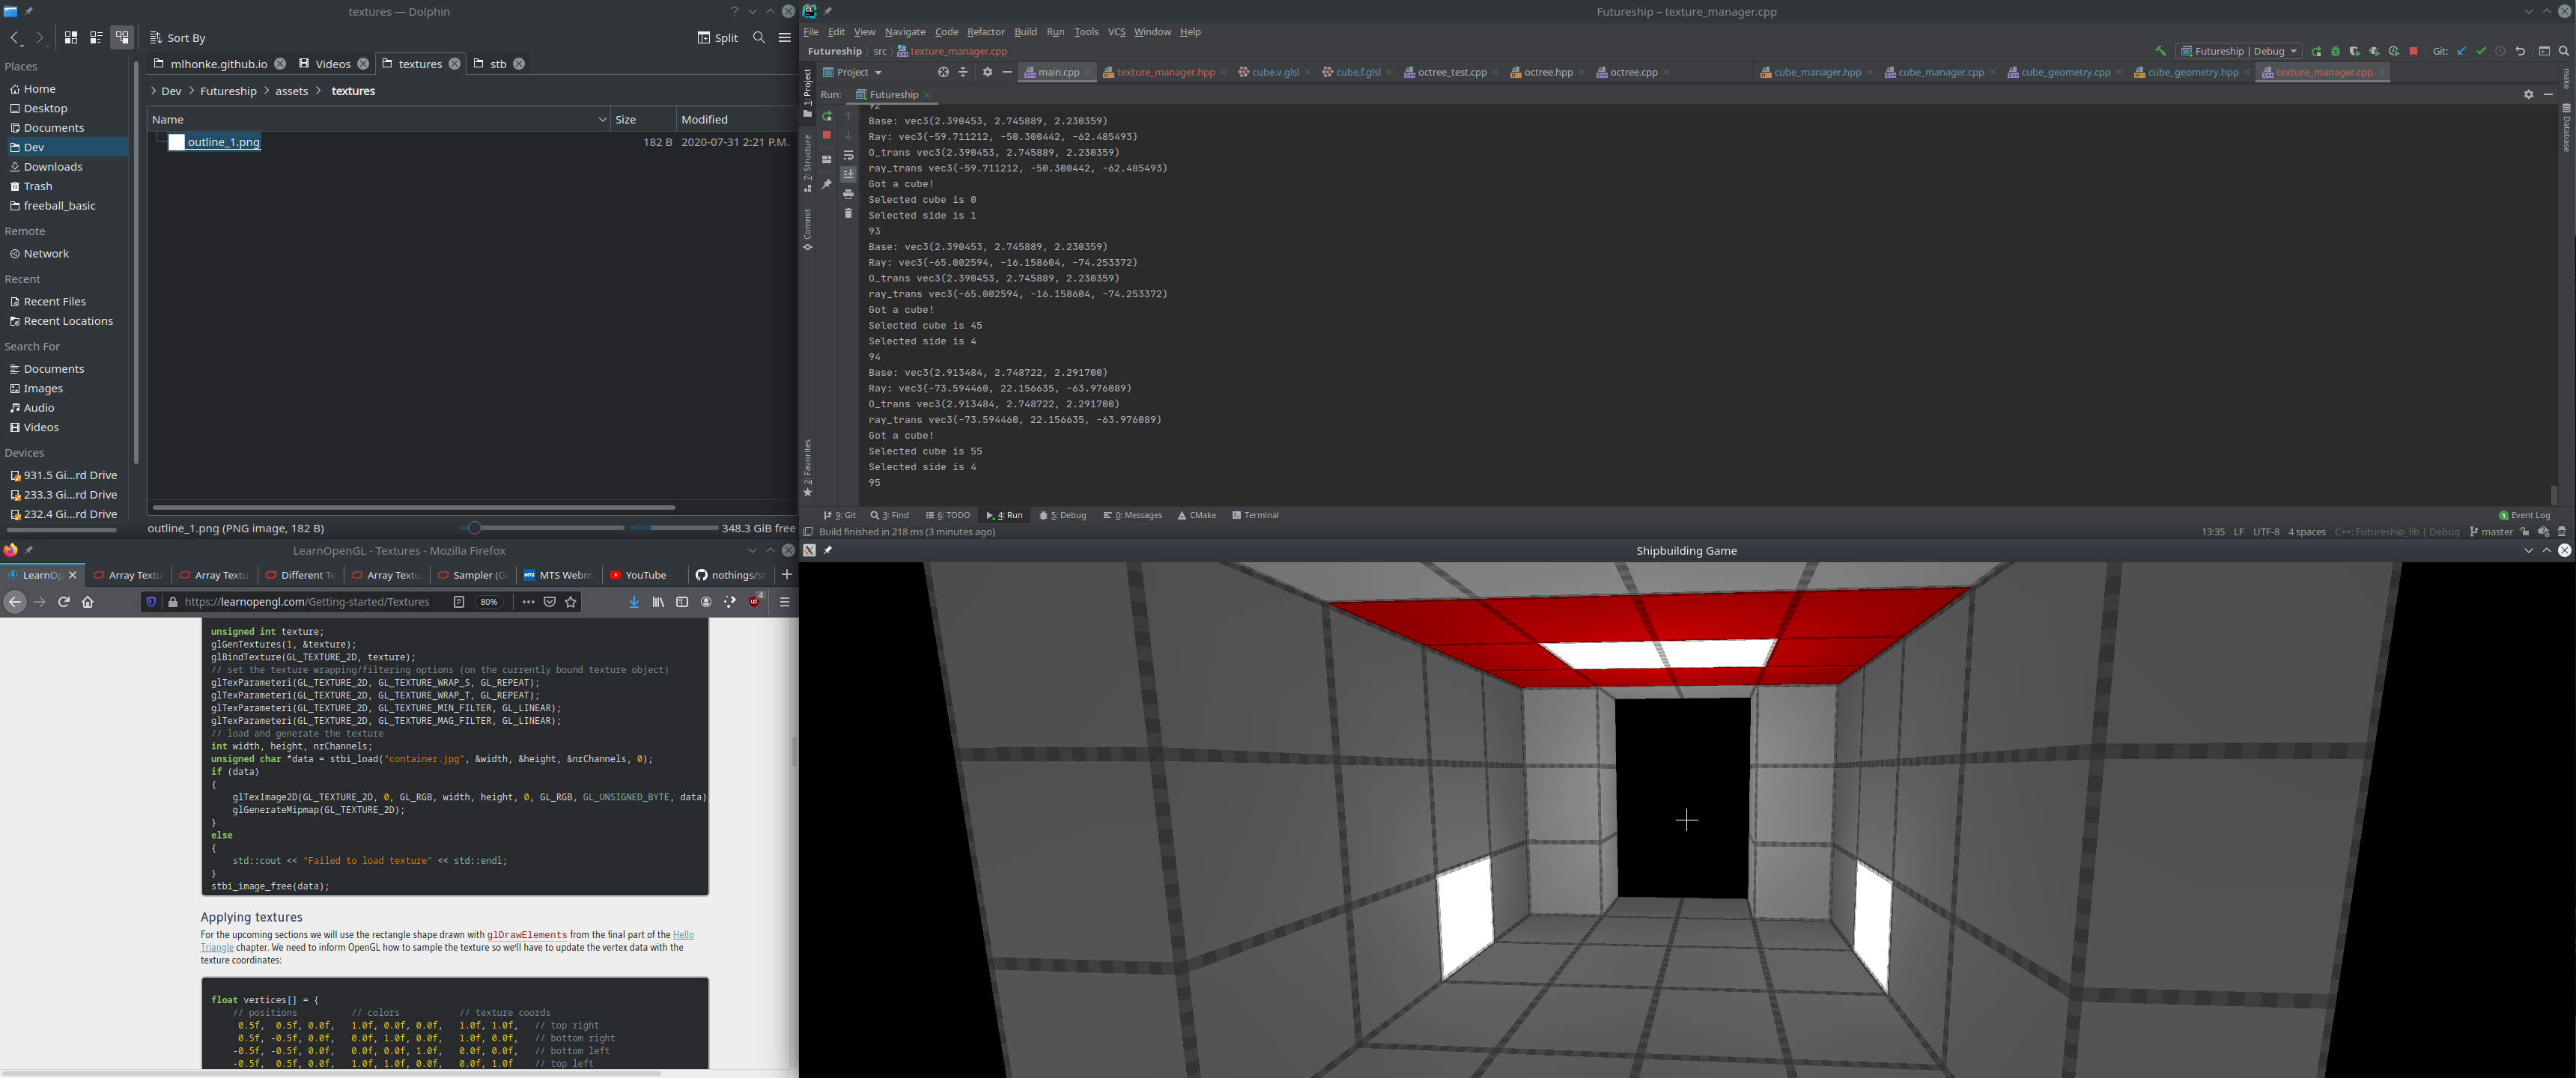 textures — Dolphin
Sort By
Split
mlhonke.github.io
Videos
textures
stb
Dev
Futureship
assets
textures
Places
Home
Desktop
Documents
Dev
Downloads
Trash
freeball_basic
Remote
Network
Recent
Recent Files
Recent Locations
Search For
Documents
Images
Audio
Videos
Devices
931.5 Gi...rd Drive
233.3 Gi...rd Drive
232.4 Gi...rd Drive
Name
Size
Modified
outline_1.png
182 B
2020-07-31 2:21 P.M.
outline_1.png (PNG image, 182 B)
348.3 GiB free
Futureship – texture_manager.cpp
File Edit View Navigate Code Refactor Build Run Tools VCS Window Help
Futureship src texture_manager.cpp
Futureship | Debug
Git:
Project
main.cpp
texture_manager.hpp
cube.v.glsl
cube.f.glsl
octree_test.cpp
octree.hpp
octree.cpp
cube_manager.hpp
cube_manager.cpp
cube_geometry.cpp
cube_geometry.hpp
texture_manager.cpp
Run: Futureship
1: Project
7: Structure
Commit
2: Favorites
make
Database
92
Base: vec3(2.390453, 2.745889, 2.230359)
Ray: vec3(-59.711212, -50.300442, -62.485493)
O_trans vec3(2.390453, 2.745889, 2.230359)
ray_trans vec3(-59.711212, -50.300442, -62.485493)
Got a cube!
Selected cube is 0
Selected side is 1
93
Base: vec3(2.390453, 2.745889, 2.230359)
Ray: vec3(-65.002594, -16.158604, -74.253372)
O_trans vec3(2.390453, 2.745889, 2.230359)
ray_trans vec3(-65.002594, -16.158604, -74.253372)
Got a cube!
Selected cube is 45
Selected side is 4
94
Base: vec3(2.913484, 2.748722, 2.291700)
Ray: vec3(-73.594460, 22.156635, -63.976089)
O_trans vec3(2.913484, 2.748722, 2.291700)
ray_trans vec3(-73.594460, 22.156635, -63.976089)
Got a cube!
Selected cube is 55
Selected side is 4
95
9: Git
3: Find
6: TODO
4: Run
5: Debug
0: Messages
CMake
Terminal
1 Event Log
Build finished in 218 ms (3 minutes ago)
13:35 LF UTF-8 4 spaces C++: Futureship_lib | Debug master
LearnOpenGL - Textures - Mozilla Firefox
LearnOp
Array Textu
Array Textu
Different Te
Array Textu
Sampler (G
MTS Webm
YouTube
nothings/s
https://learnopengl.com/Getting-started/Textures
80%
4
unsigned int texture;
glGenTextures(1, &texture);
glBindTexture(GL_TEXTURE_2D, texture);
// set the texture wrapping/filtering options (on the currently bound texture object)
glTexParameteri(GL_TEXTURE_2D, GL_TEXTURE_WRAP_S, GL_REPEAT);
glTexParameteri(GL_TEXTURE_2D, GL_TEXTURE_WRAP_T, GL_REPEAT);
glTexParameteri(GL_TEXTURE_2D, GL_TEXTURE_MIN_FILTER, GL_LINEAR);
glTexParameteri(GL_TEXTURE_2D, GL_TEXTURE_MAG_FILTER, GL_LINEAR);
// load and generate the texture
int width, height, nrChannels;
unsigned char *data = stbi_load("container.jpg", &width, &height, &nrChannels, 0);
if (data)
{
glTexImage2D(GL_TEXTURE_2D, 0, GL_RGB, width, height, 0, GL_RGB, GL_UNSIGNED_BYTE, data)
glGenerateMipmap(GL_TEXTURE_2D);
}
else
{
std::cout << "Failed to load texture" << std::endl;
}
stbi_image_free(data);
Applying textures
For the upcoming sections we will use the rectangle shape drawn with glDrawElements from the final part of the Hello
Triangle chapter. We need to inform OpenGL how to sample the texture so we'll have to update the vertex data with the
texture coordinates:
float vertices[] = {
// positions // colors // texture coords
0.5f, 0.5f, 0.0f, 1.0f, 0.0f, 0.0f, 1.0f, 1.0f, // top right
0.5f, -0.5f, 0.0f, 0.0f, 1.0f, 0.0f, 1.0f, 0.0f, // bottom right
-0.5f, -0.5f, 0.0f, 0.0f, 0.0f, 1.0f, 0.0f, 0.0f, // bottom left
-0.5f, 0.5f, 0.0f, 1.0f, 1.0f, 0.0f, 0.0f, 1.0f // top left
Shipbuilding Game